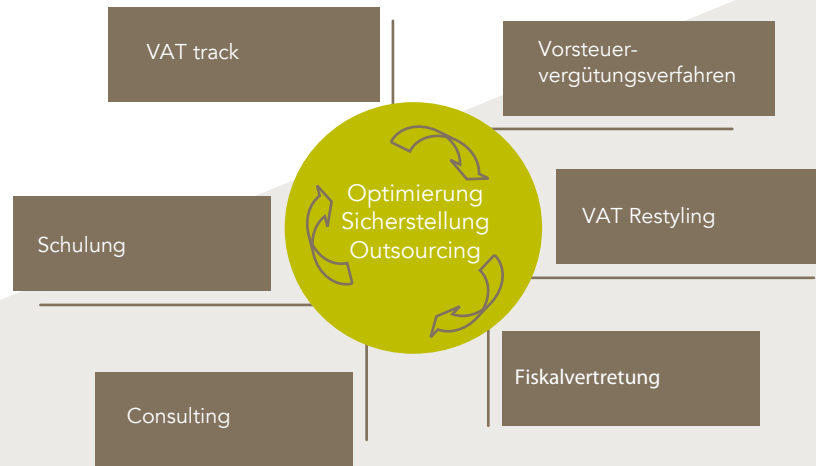 VAT track
Vorsteuer-
vergütungsverfahren
Optimierung
Sicherstellung
Outsourcing
VAT Restyling
Schulung
Fiskalvertretung
Consulting